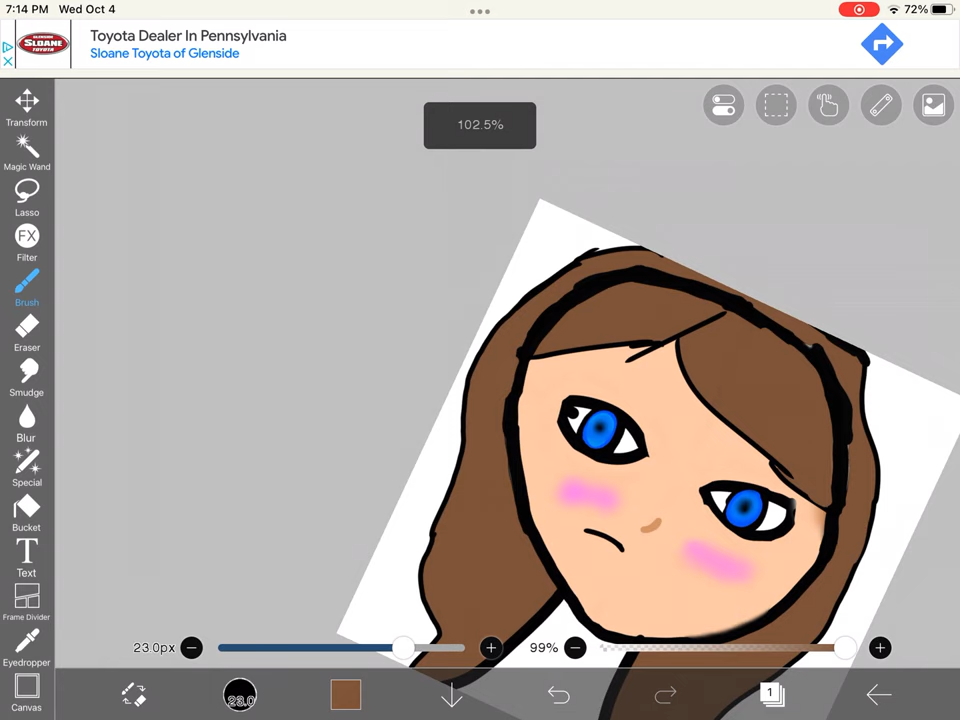 7:14 PM Wed Oct 4
72%
SLOANE
TOYOTA
Toyota Dealer In Pennsylvania
Sloane Toyota of Glenside
102.5%
Transform
Magic Wand
Lasso
FX
Filter
Brush
Eraser
Smudge
Blur
Special
Bucket
T
Text
Frame Divider
Eyedropper
Canvas
23.0px
99%
23.0
1